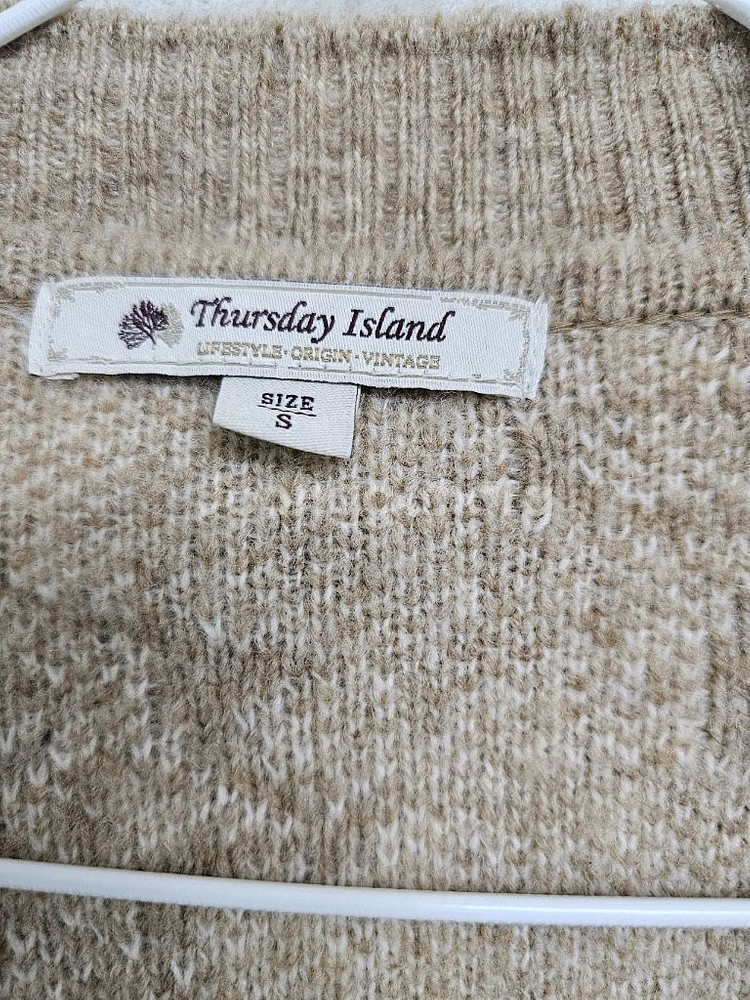 Thursday Island
LIFESTYLE·ORIGIN·VINTAGE
SIZE
S